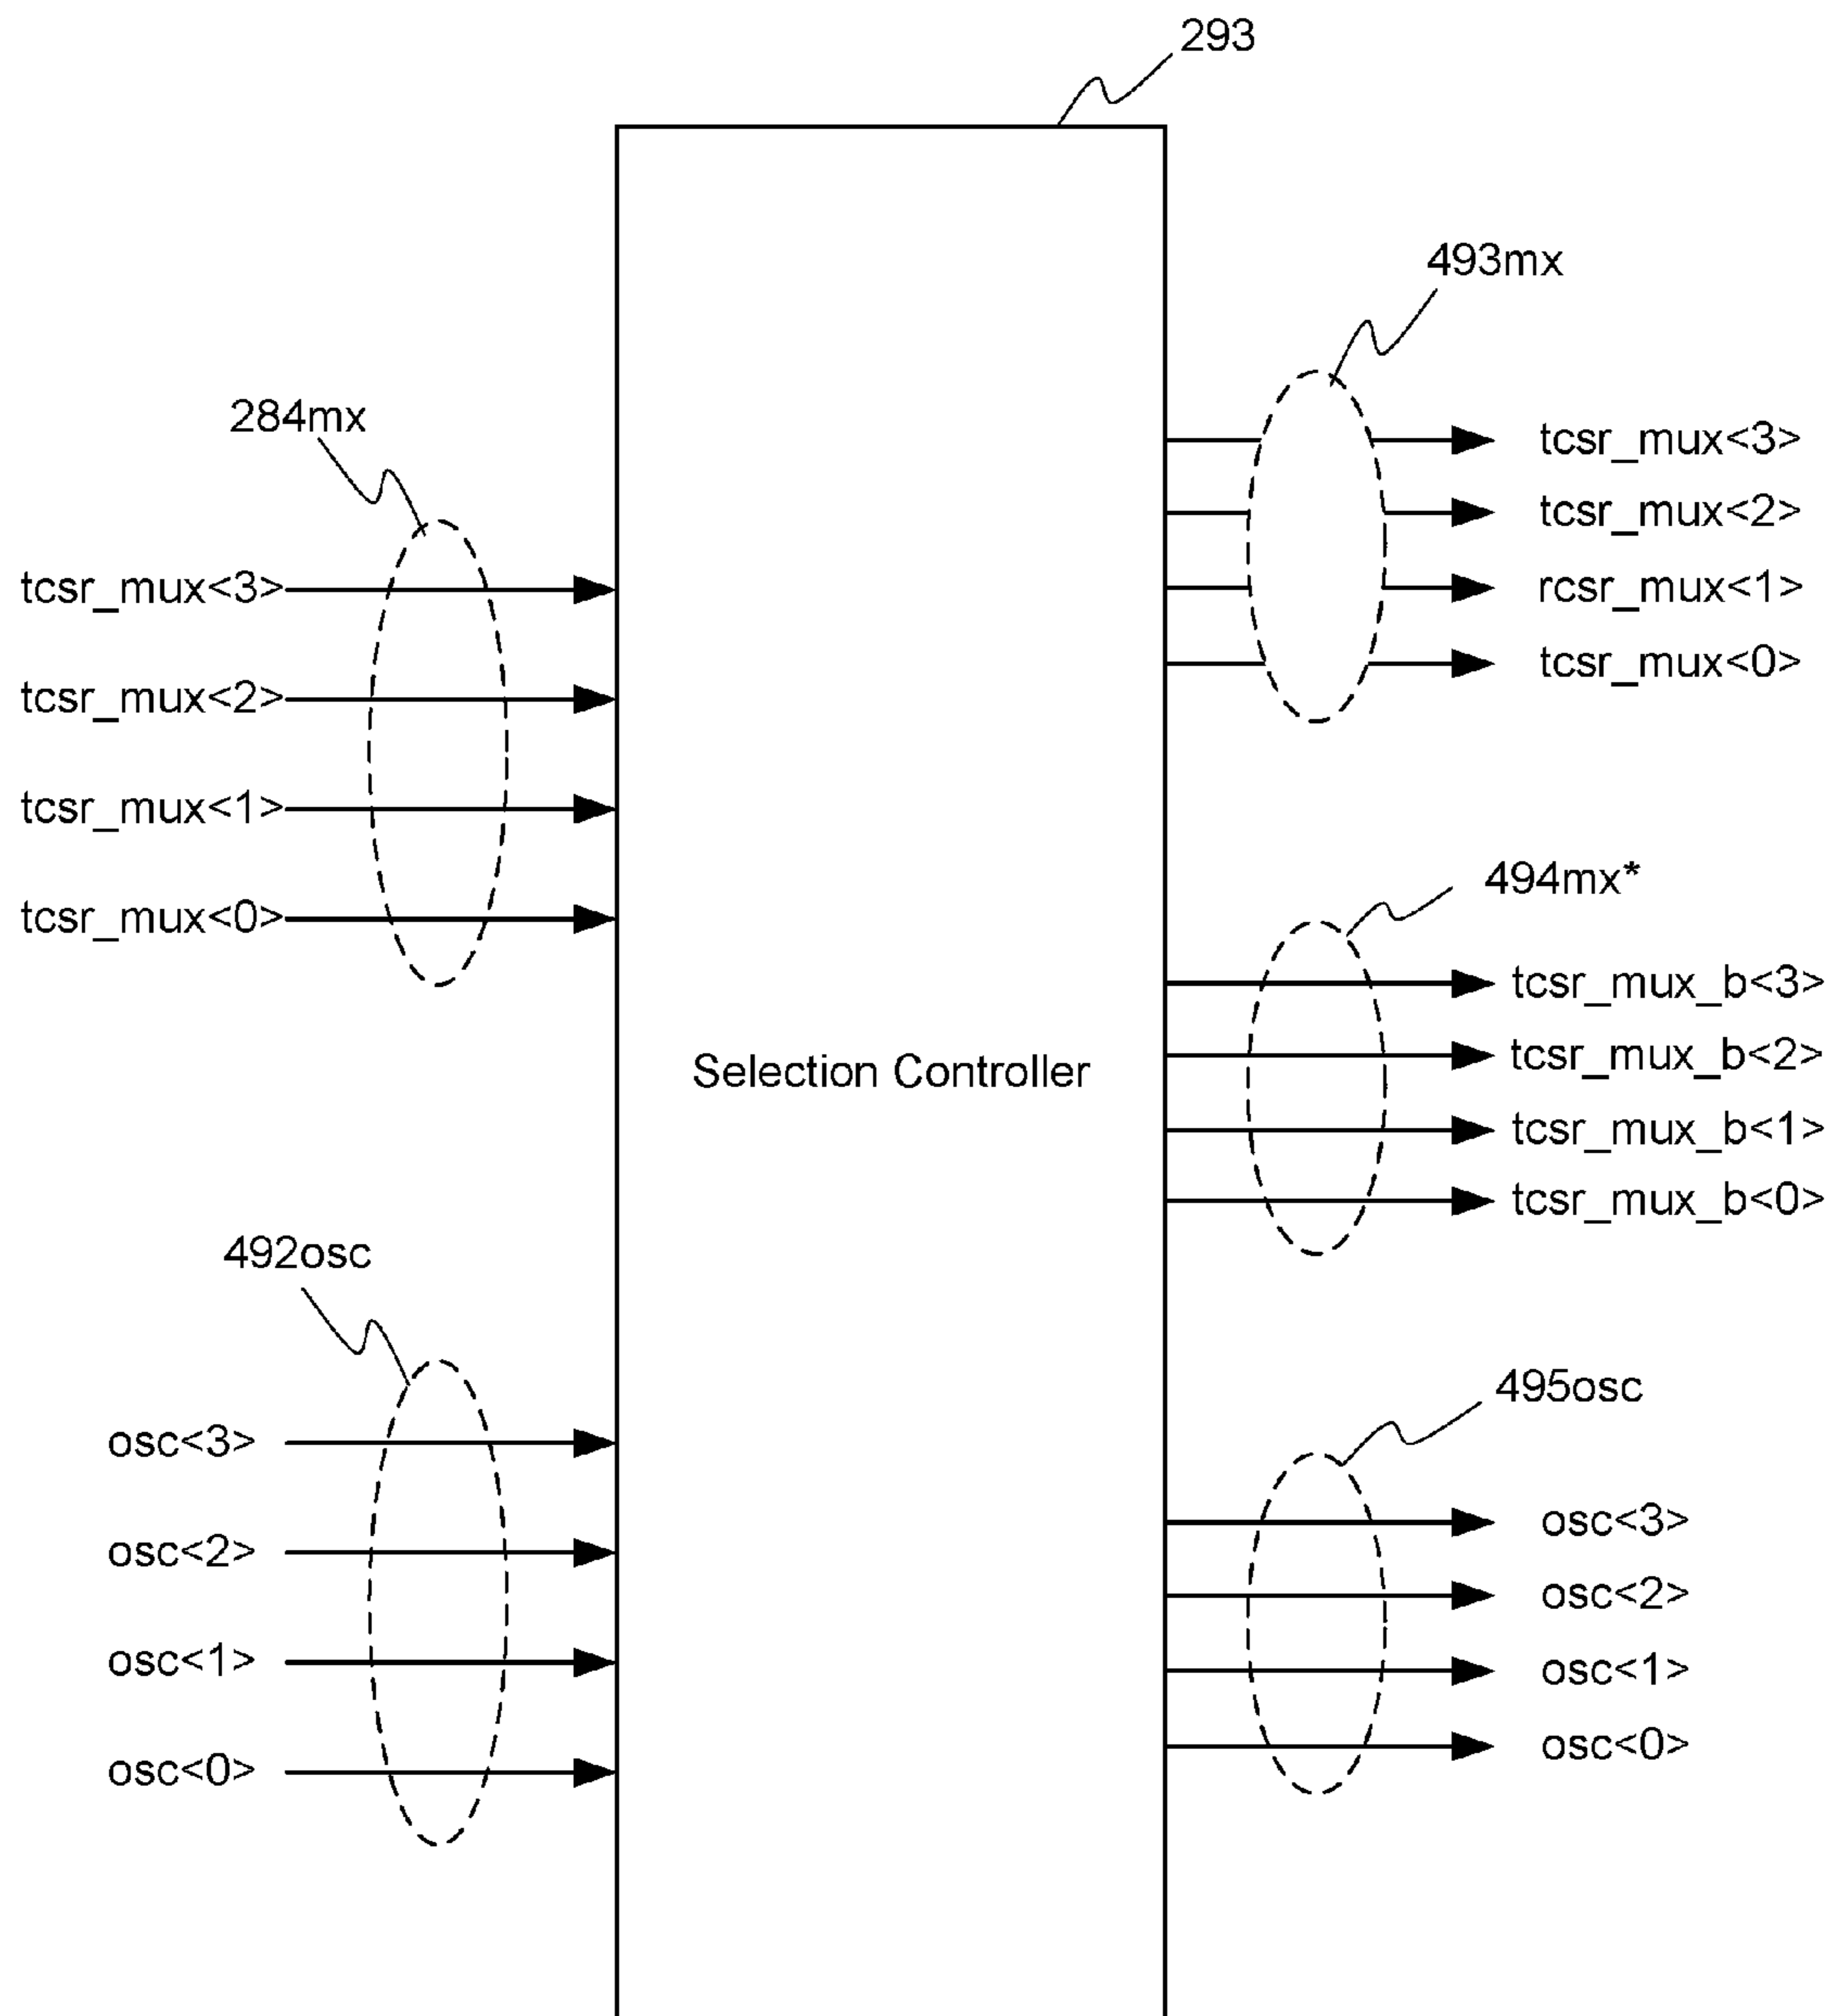 293
493mx
284mx
tcsr_mux<3>
tcsr_mux<2>
rcsr_mux<1>
tcsr_mux<0>
tcsr_mux<3>
tcsr_mux<2>
tcsr_mux<1>
tcsr_mux<0>
494mx*
tcsr_mux_b<3>
tcsr_mux_b<2>
tcsr_mux_b<1>
tcsr_mux_b<0>
Selection Controller
492osc
495osc
osc<3>
osc<2>
osc<1>
osc<0>
osc<3>
osc<2>
osc<1>
osc<0>